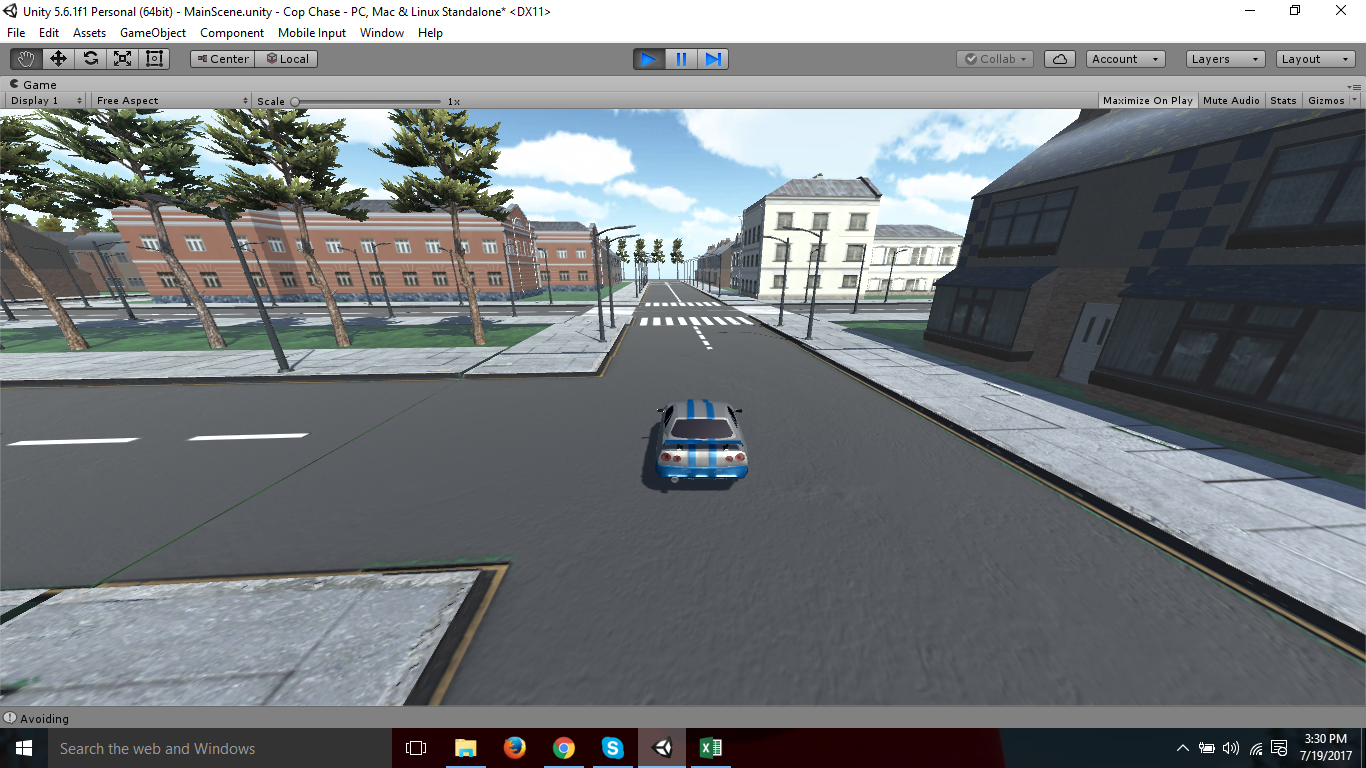 Unity 5.6.1f1 Personal (64bit) - MainScene.unity - Cop Chase - PC, Mac & Linux Standalone* <DX11>
File Edit Assets GameObject Component Mobile Input Window Help
Center Local Collab Account Layers Layout
Game
Display 1 Free Aspect Scale 1x Maximize On Play Mute Audio Stats Gizmos
Avoiding
Search the web and Windows
3:30 PM
7/19/2017